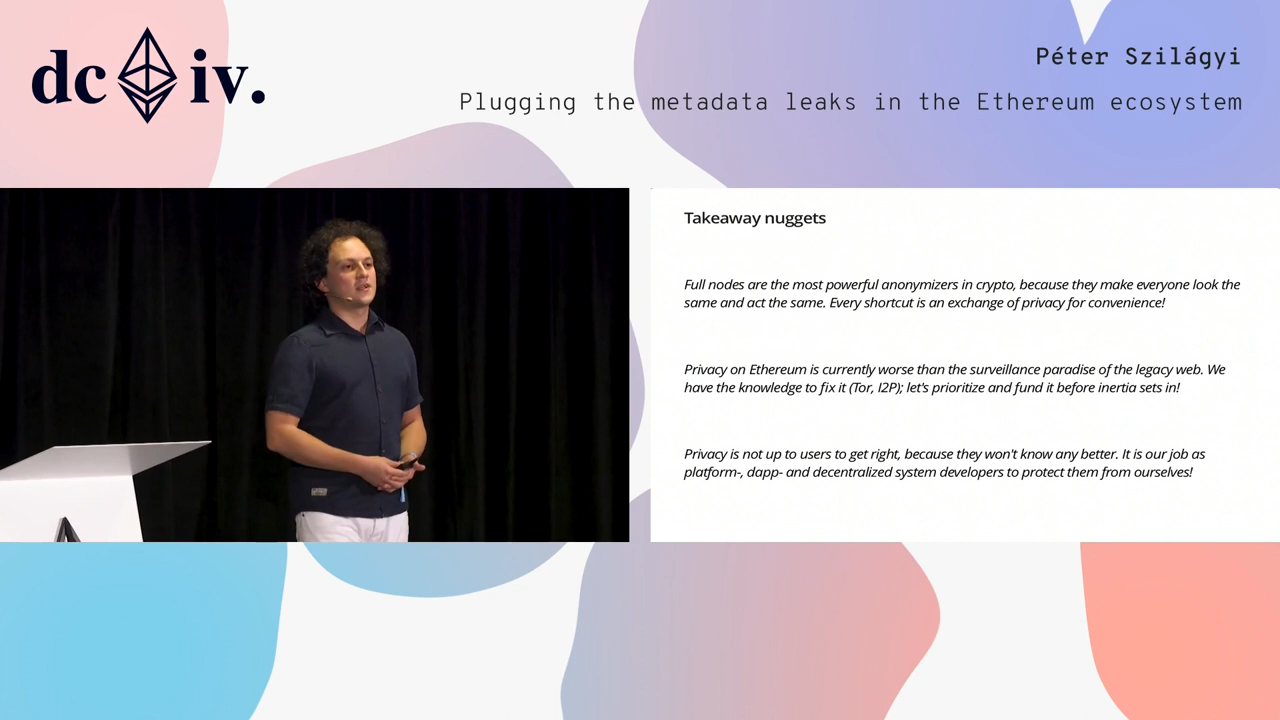 dc iv.
Péter Szilágyi
Plugging the metadata leaks in the Ethereum ecosystem
Takeaway nuggets
Full nodes are the most powerful anonymizers in crypto, because they make everyone look the
same and act the same. Every shortcut is an exchange of privacy for convenience!
Privacy on Ethereum is currently worse than the surveillance paradise of the legacy web. We
have the knowledge to fix it (Tor, I2P); let's prioritize and fund it before inertia sets in!
Privacy is not up to users to get right, because they won't know any better. It is our job as
platform-, dapp- and decentralized system developers to protect them from ourselves!